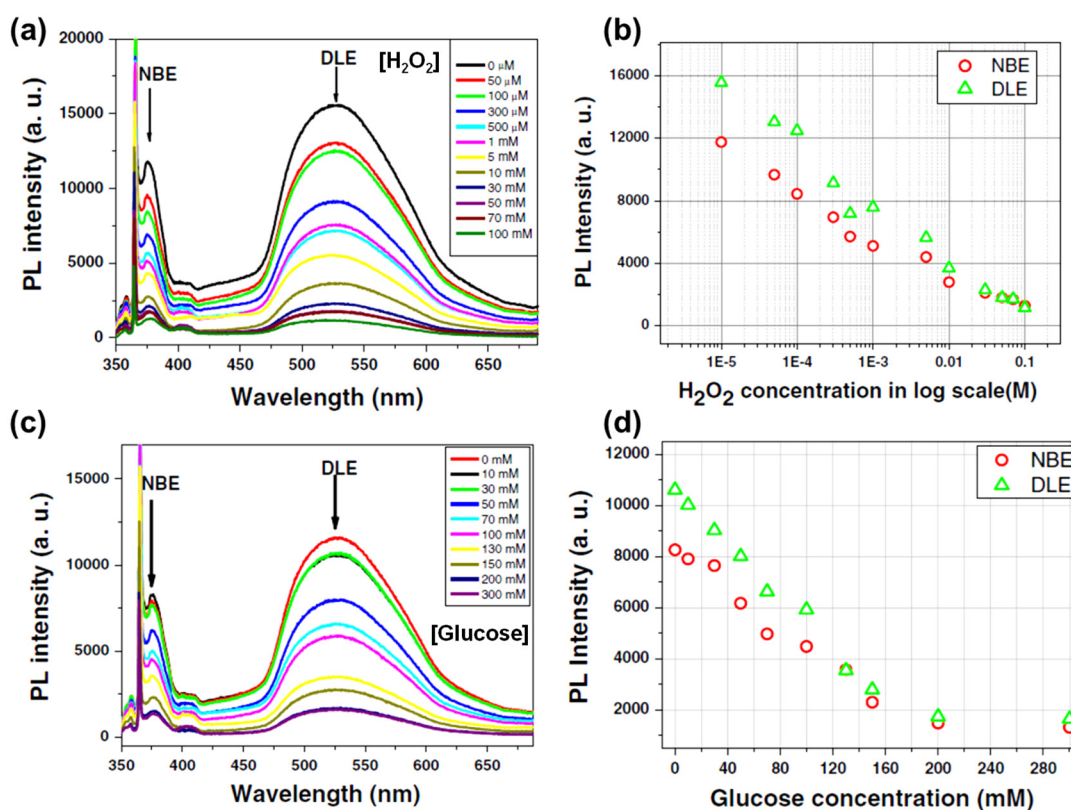 (a)
20000
15000
10000
5000
0
PL intensity (a. u.)
NBE
DLE
[H₂O₂]
0 μM
50 μM
100 μM
300 μM
500 μM
1 mM
5 mM
10 mM
30 mM
50 mM
70 mM
100 mM
350 400 450 500 550 600 650
Wavelength (nm)
(b)
16000
12000
8000
4000
0
PL Intensity (a. u.)
NBE
DLE
1E-5 1E-4 1E-3 0.01 0.1
H₂O₂ concentration in log scale(M)
(c)
15000
10000
5000
0
PL intensity (a. u.)
NBE
DLE
0 mM
10 mM
30 mM
50 mM
70 mM
100 mM
130 mM
150 mM
200 mM
300 mM
[Glucose]
350 400 450 500 550 600 650
Wavelength (nm)
(d)
12000
10000
8000
6000
4000
2000
PL Intensity (a. u.)
NBE
DLE
0 40 80 120 160 200 240 280
Glucose concentration (mM)